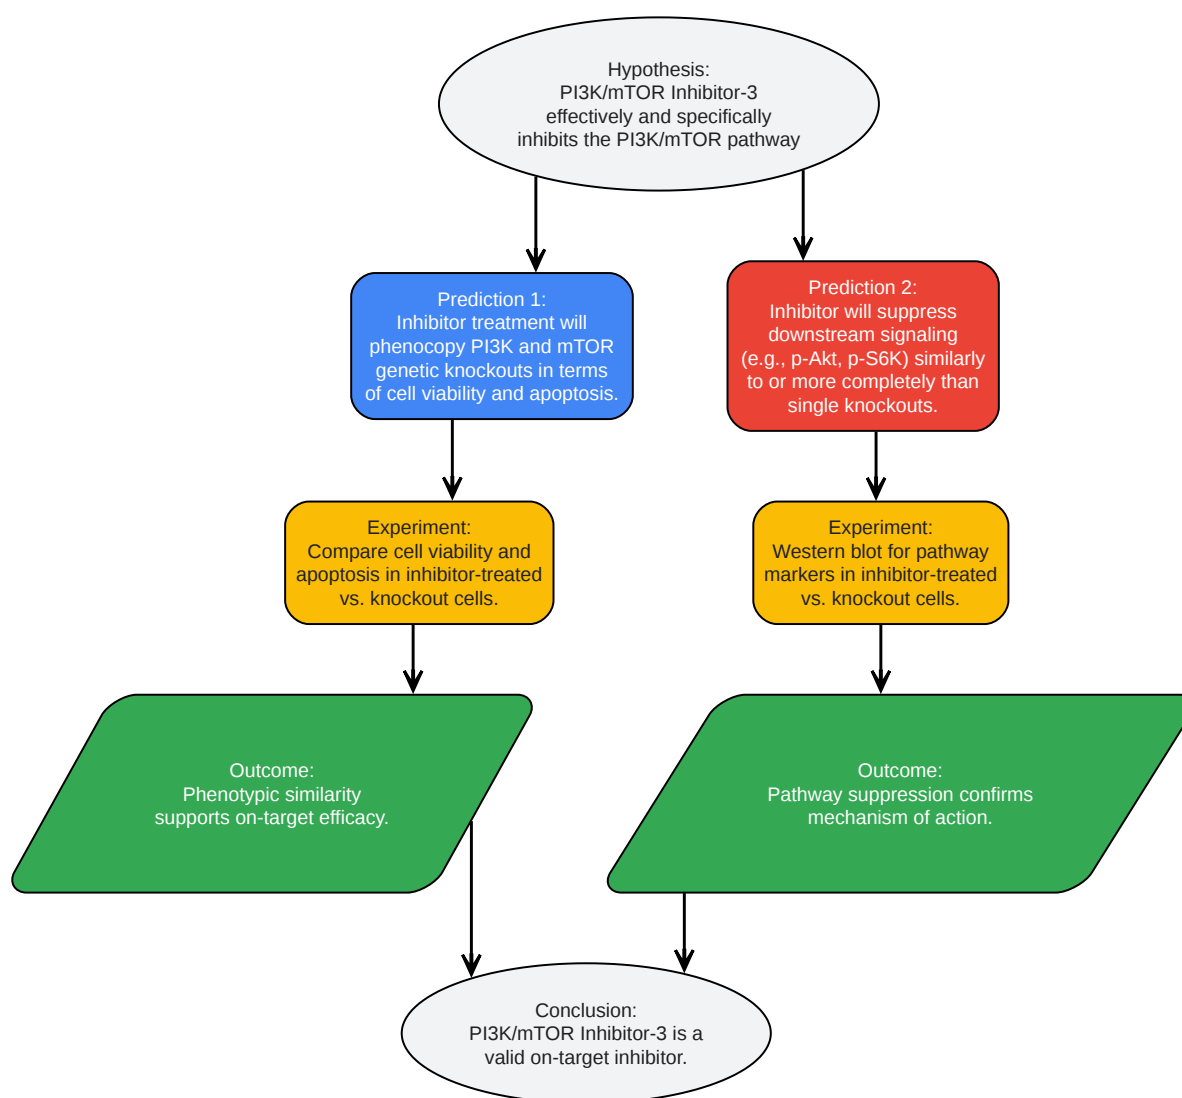 Hypothesis:
PI3K/mTOR Inhibitor-3
effectively and specifically
inhibits the PI3K/mTOR pathway
Prediction 1:
Inhibitor treatment will
phenocopy PI3K and mTOR
genetic knockouts in terms
of cell viability and apoptosis.
Prediction 2:
Inhibitor will suppress
downstream signaling
(e.g., p-Akt, p-S6K) similarly
to or more completely than
single knockouts.
Experiment:
Compare cell viability and
apoptosis in inhibitor-treated
vs. knockout cells.
Experiment:
Western blot for pathway
markers in inhibitor-treated
vs. knockout cells.
Outcome:
Phenotypic similarity
supports on-target efficacy.
Outcome:
Pathway suppression confirms
mechanism of action.
Conclusion:
PI3K/mTOR Inhibitor-3 is a
valid on-target inhibitor.